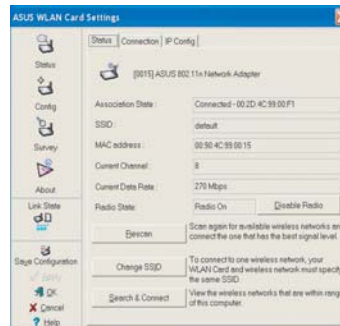 ASUS WLAN Card Settings
Status Connection IP Config
Status
[0015] ASUS 802.11n Network Adapter
Config
Association State : Connected - 00:2D:4C:99:00:F1
SSID : default
Survey
MAC address : 00:90:4C:99:00:15
Current Channel : 8
About
Current Data Rate : 270 Mbps
Link State
Radio State: Radio On Disable Radio
Rescan
Scan again for available wireless networks an
connect the one that has the best signal level.
Save Configuration
Change SSID
To connect to one wireless network, your
WLAN Card and wireless network must specify
the same SSID.
Apply
OK
Cancel
Help
Search & Connect
View the wireless networks that are within range
of this computer.